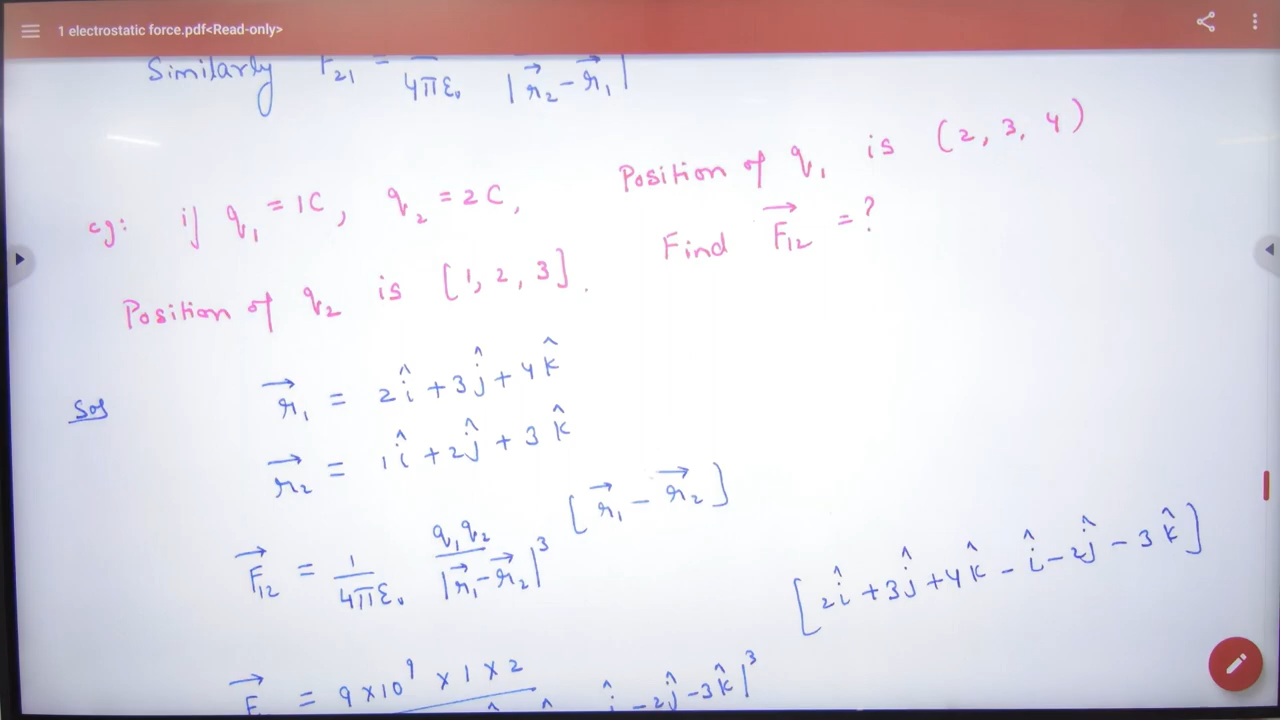 1 electrostatic force.pdf<Read-only>
Similarly F₂₁ = / 4πε₀ |r⃗₂ - r⃗₁|
eg: if q₁ = 1C, q₂ = 2C, Position of q₁ is (2, 3, 4)
Position of q₂ is [1, 2, 3]. Find F⃗₁₂ = ?
Sol r⃗₁ = 2î + 3ĵ + 4k̂
r⃗₂ = 1î + 2ĵ + 3k̂
F⃗₁₂ = 1/4πε₀ q₁q₂/|r⃗₁-r⃗₂|³ [r⃗₁ - r⃗₂]
[2î + 3ĵ + 4k̂ - î - 2ĵ - 3k̂]
F⃗ = 9 × 10⁹ × 1 × 2 / î - 2ĵ - 3k̂|³